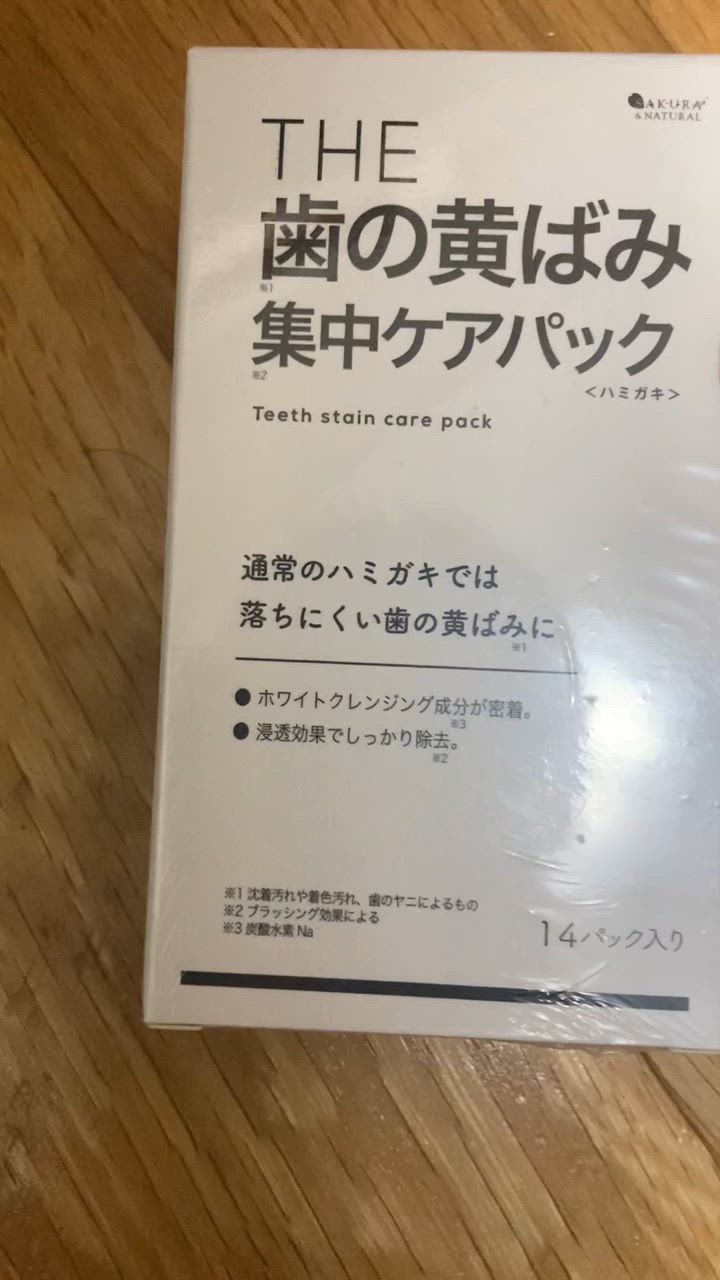 SAKURA
& NATURAL
THE
歯の黄ばみ
※1
集中ケアパック
※2
<ハミガキ>
Teeth stain care pack
通常のハミガキでは
落ちにくい歯の黄ばみに
※1
● ホワイトクレンジング成分が密着。
※3
● 浸透効果でしっかり除去。
※2
※1 沈着汚れや着色汚れ、歯のヤニによるもの
※2 ブラッシング効果による
※3 炭酸水素Na
14パック入り